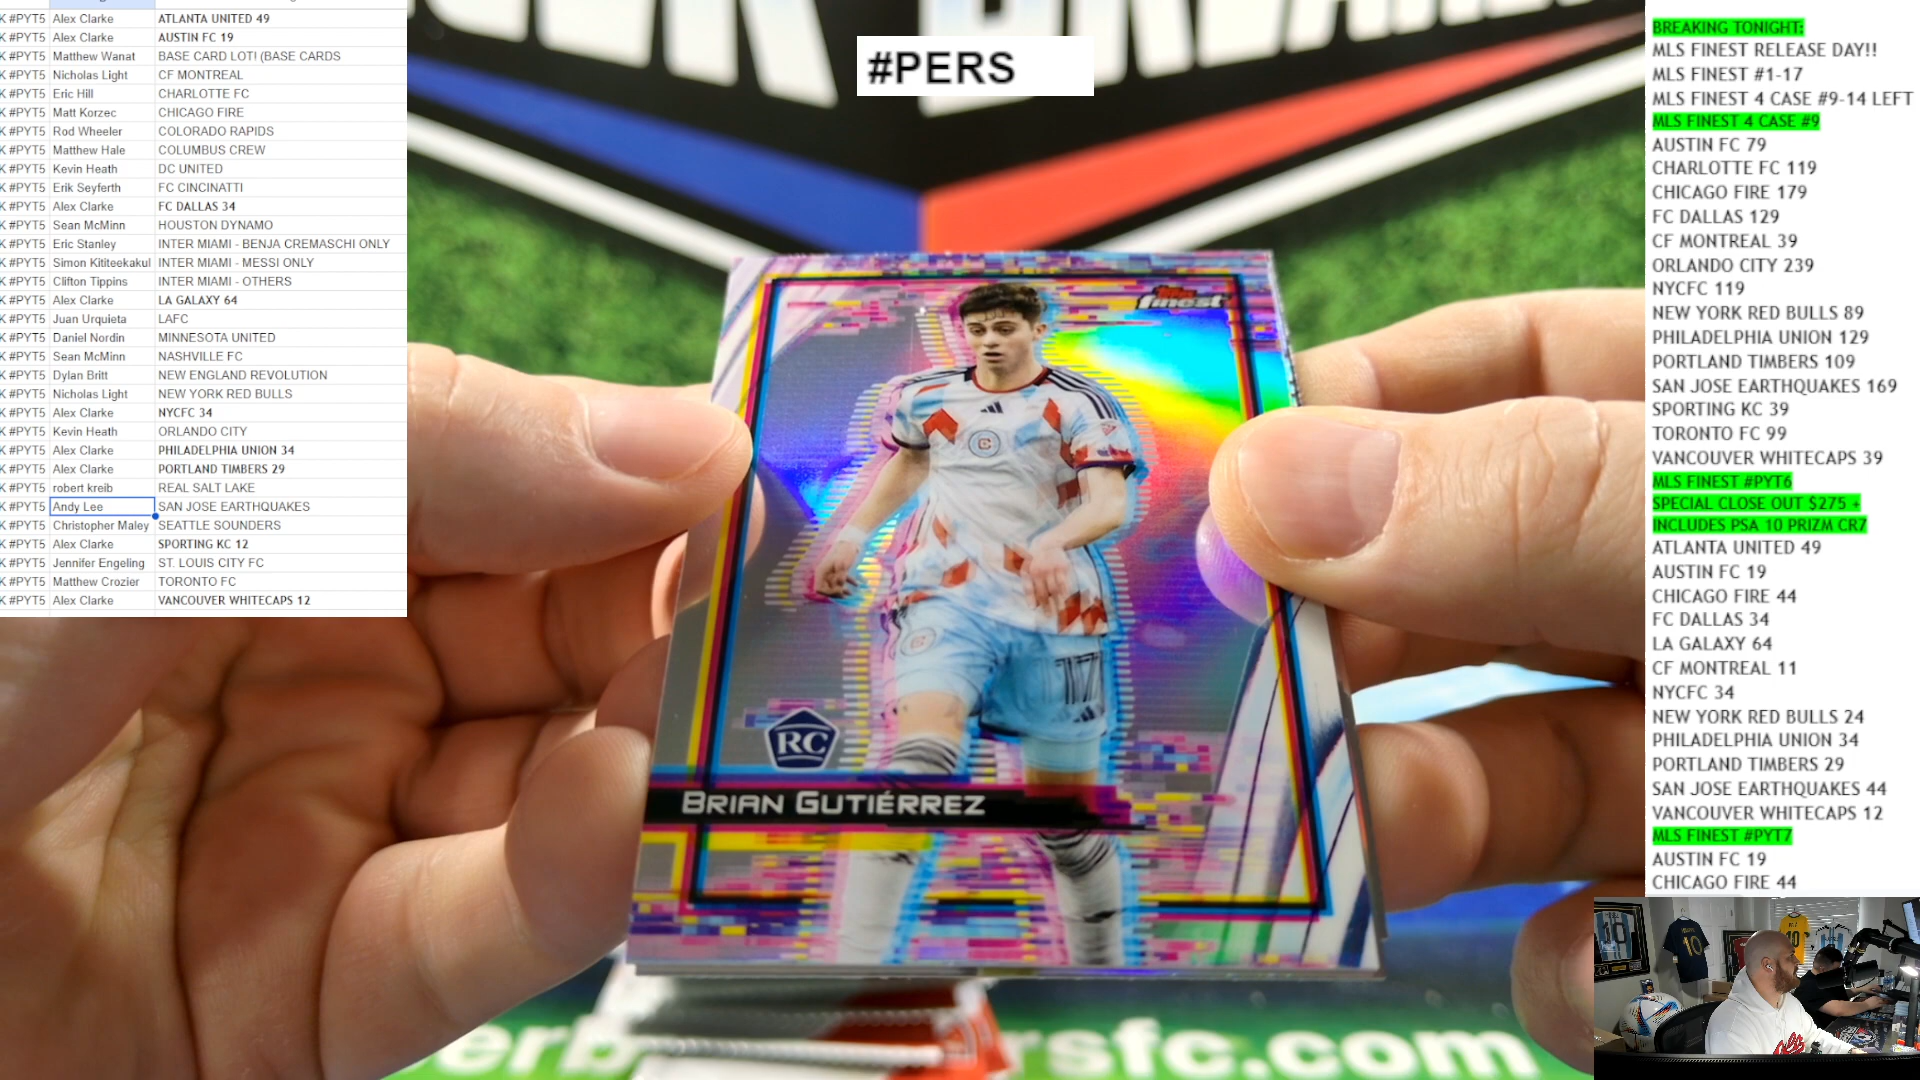 K #PYT5 Alex Clarke ATLANTA UNITED 49
K #PYT5 Alex Clarke AUSTIN FC 19
K #PYT5 Matthew Wanat BASE CARD LOT! (BASE CARDS
K #PYT5 Nicholas Light CF MONTREAL
K #PYT5 Eric Hill CHARLOTTE FC
K #PYT5 Matt Korzec CHICAGO FIRE
K #PYT5 Rod Wheeler COLORADO RAPIDS
K #PYT5 Matthew Hale COLUMBUS CREW
K #PYT5 Kevin Heath DC UNITED
K #PYT5 Erik Seyferth FC CINCINATTI
K #PYT5 Alex Clarke FC DALLAS 34
K #PYT5 Sean McMinn HOUSTON DYNAMO
K #PYT5 Eric Stanley INTER MIAMI - BENJA CREMASCHI ONLY
K #PYT5 Simon Kititeekakul INTER MIAMI - MESSI ONLY
K #PYT5 Clifton Tippins INTER MIAMI - OTHERS
K #PYT5 Alex Clarke LA GALAXY 64
K #PYT5 Juan Urquieta LAFC
K #PYT5 Daniel Nordin MINNESOTA UNITED
K #PYT5 Sean McMinn NASHVILLE FC
K #PYT5 Dylan Britt NEW ENGLAND REVOLUTION
K #PYT5 Nicholas Light NEW YORK RED BULLS
K #PYT5 Alex Clarke NYCFC 34
K #PYT5 Kevin Heath ORLANDO CITY
K #PYT5 Alex Clarke PHILADELPHIA UNION 34
K #PYT5 Alex Clarke PORTLAND TIMBERS 29
K #PYT5 robert kreib REAL SALT LAKE
K #PYT5 Andy Lee SAN JOSE EARTHQUAKES
K #PYT5 Christopher Maley SEATTLE SOUNDERS
K #PYT5 Alex Clarke SPORTING KC 12
K #PYT5 Jennifer Engeling ST. LOUIS CITY FC
K #PYT5 Matthew Crozier TORONTO FC
K #PYT5 Alex Clarke VANCOUVER WHITECAPS 12
#PERS
Topps
finest
C
17
RC
BRIAN GUTIÉRREZ
rsfc.com
BREAKING TONIGHT:
MLS FINEST RELEASE DAY!!
MLS FINEST #1-17
MLS FINEST 4 CASE #9-14 LEFT
MLS FINEST 4 CASE #9
AUSTIN FC 79
CHARLOTTE FC 119
CHICAGO FIRE 179
FC DALLAS 129
CF MONTREAL 39
ORLANDO CITY 239
NYCFC 119
NEW YORK RED BULLS 89
PHILADELPHIA UNION 129
PORTLAND TIMBERS 109
SAN JOSE EARTHQUAKES 169
SPORTING KC 39
TORONTO FC 99
VANCOUVER WHITECAPS 39
MLS FINEST #PYT6
SPECIAL CLOSE OUT $275 +
INCLUDES PSA 10 PRIZM CR7
ATLANTA UNITED 49
AUSTIN FC 19
CHICAGO FIRE 44
FC DALLAS 34
LA GALAXY 64
CF MONTREAL 11
NYCFC 34
NEW YORK RED BULLS 24
PHILADELPHIA UNION 34
PORTLAND TIMBERS 29
SAN JOSE EARTHQUAKES 44
VANCOUVER WHITECAPS 12
MLS FINEST #PYT7
AUSTIN FC 19
CHICAGO FIRE 44
10
10